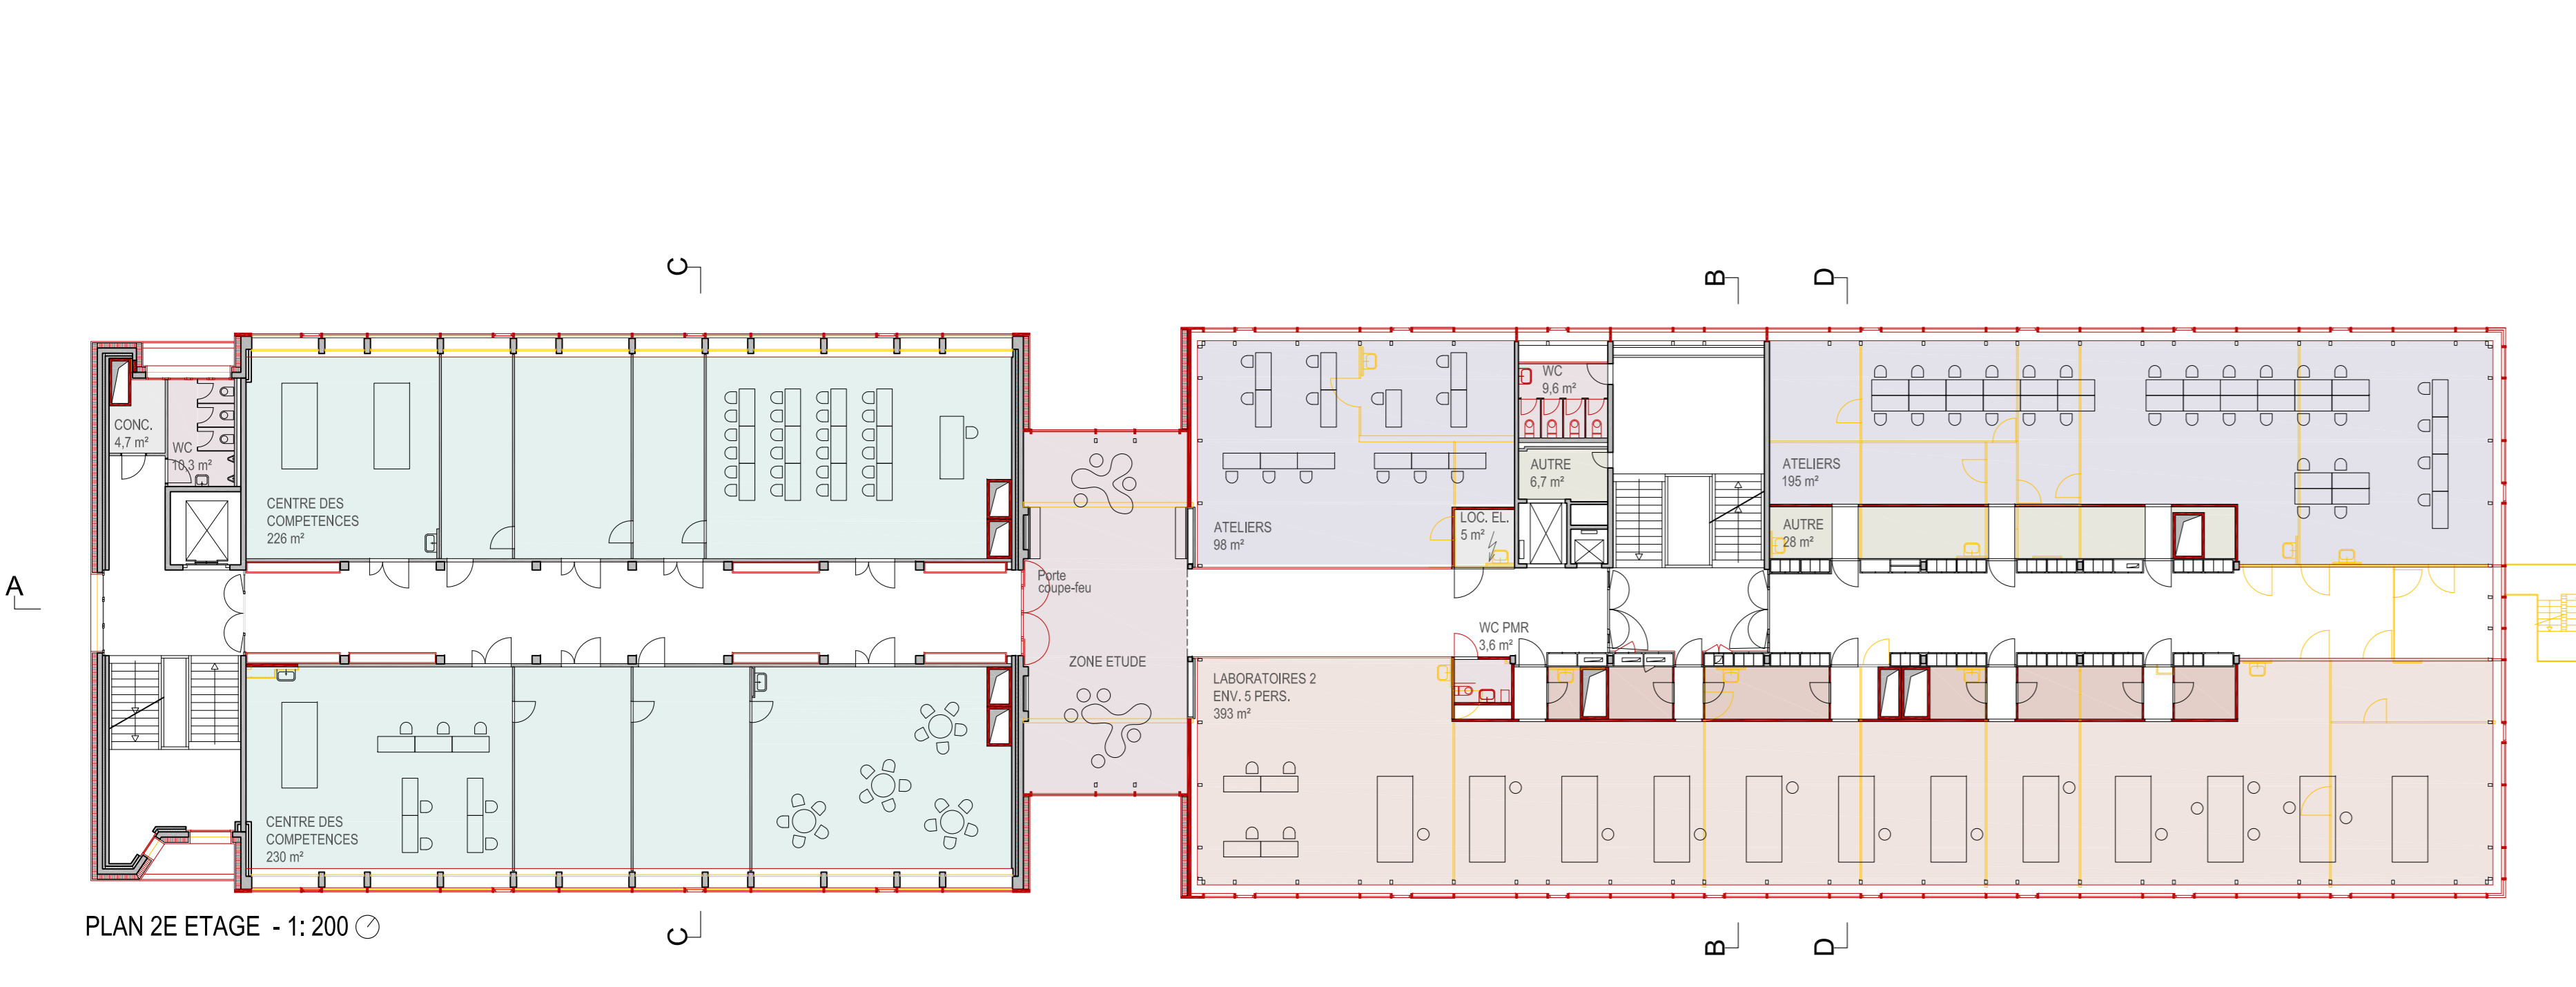 C
B
D
CONC.
4,7 m²
WC
10,3 m²
CENTRE DES
COMPETENCES
226 m²
WC
9,6 m²
AUTRE
6,7 m²
ATELIERS
98 m²
LOC. EL.
5 m²
ATELIERS
195 m²
AUTRE
28 m²
A
Porte
coupe-feu
ZONE ETUDE
WC PMR
3,6 m²
LABORATOIRES 2
ENV. 5 PERS.
393 m²
CENTRE DES
COMPETENCES
230 m²
PLAN 2E ETAGE - 1: 200
C
B
D